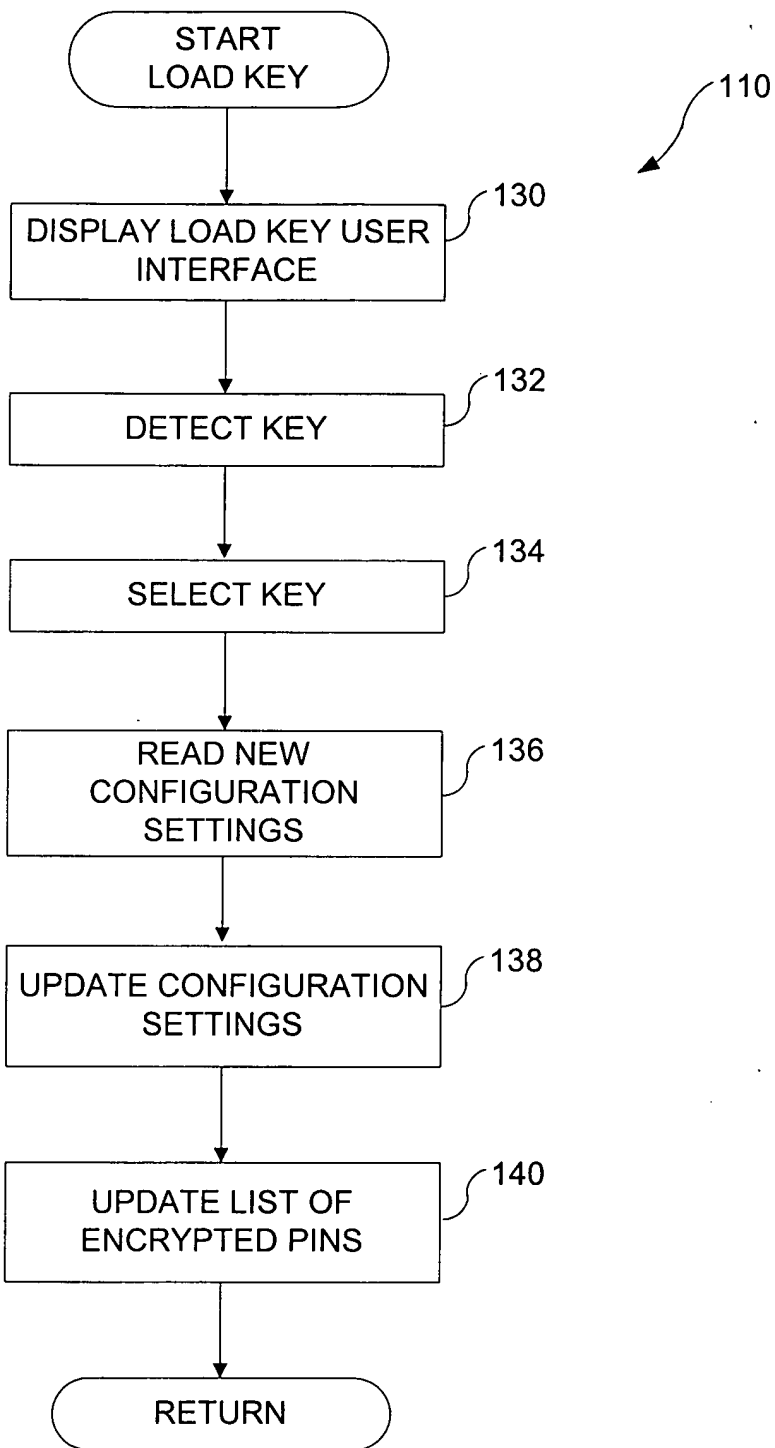 START
LOAD KEY
110
130
DISPLAY LOAD KEY USER
INTERFACE
132
DETECT KEY
134
SELECT KEY
136
READ NEW
CONFIGURATION
SETTINGS
138
UPDATE CONFIGURATION
SETTINGS
140
UPDATE LIST OF
ENCRYPTED PINS
RETURN